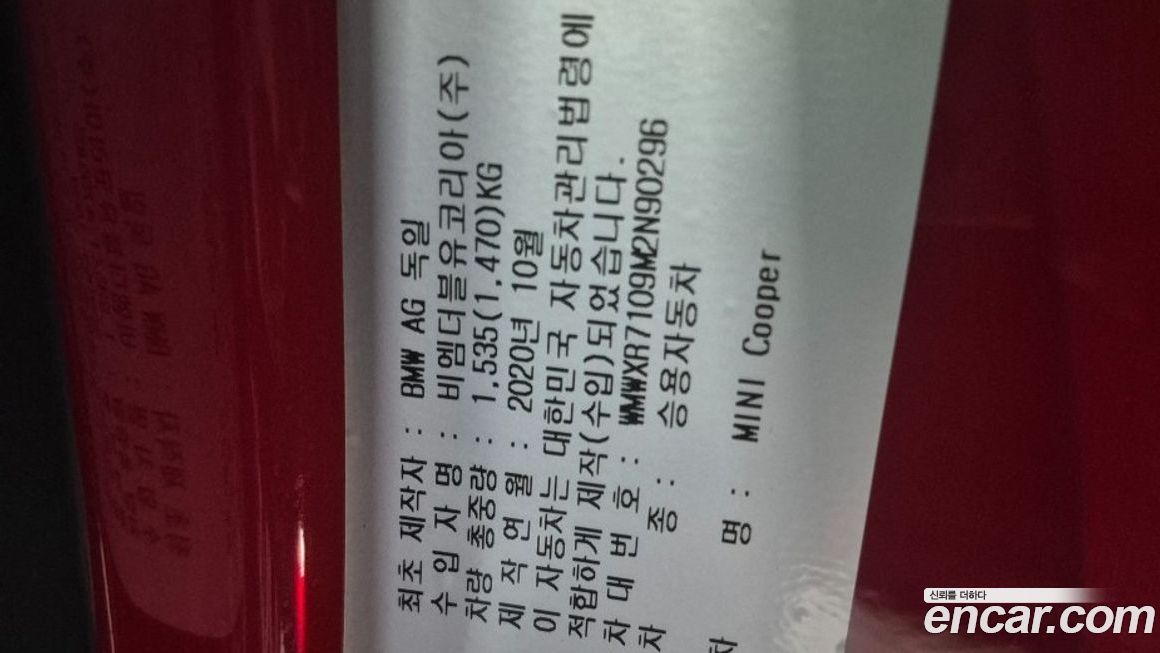 최초 제작자 : BMW AG 독일
수 입 자 명 : 비엠더블유코리아(주)
차량 총중량 : 1,535(1,470)KG
제 작 연 월 : 2020년 10월
이 자동차는 대한민국 자동차관리법령에
적합하게 제작(수입)되었습니다.
차 대 번 호 : WMWXR7109M2N90296
차 종 : 승용자동차
차 명 : MINI Cooper
신뢰를 더하다
encar.com